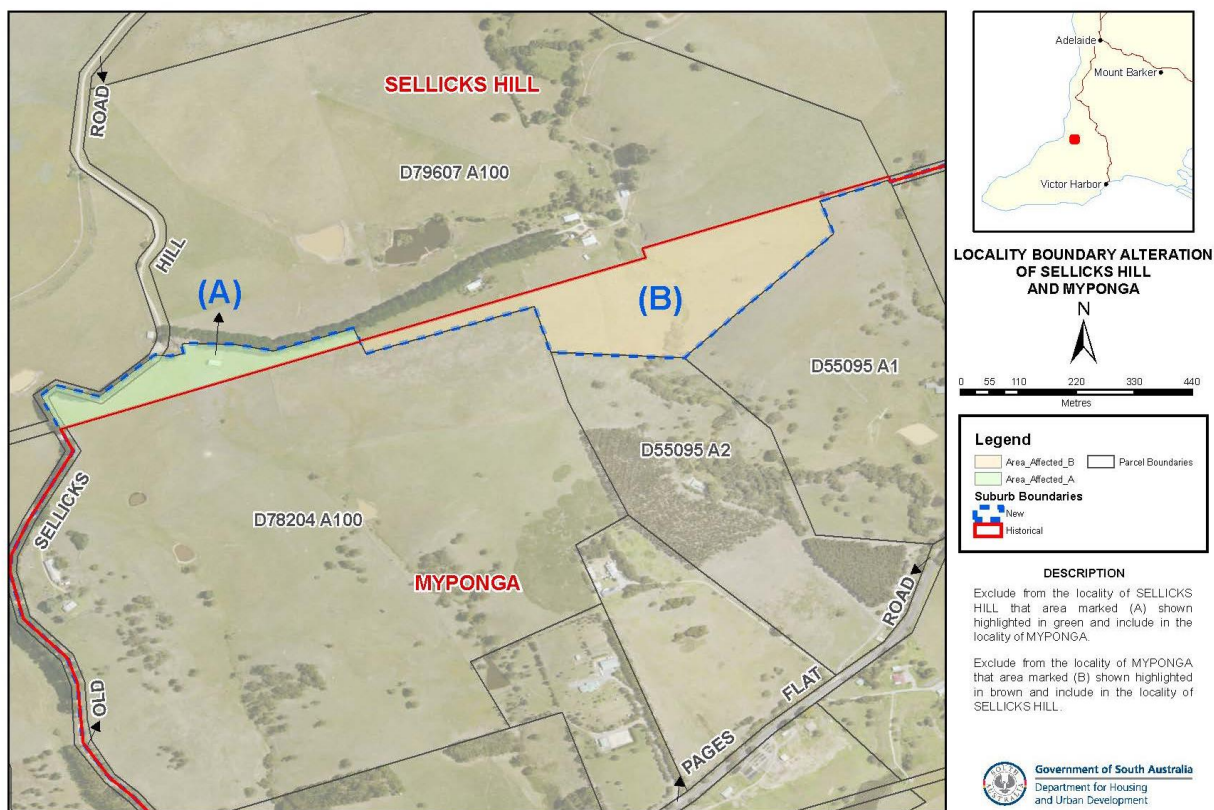 SELLICKS HILL
ROAD
D79607 A100
HILL
(A)
(B)
D55095 A1
D55095 A2
SELLICKS
D78204 A100
MYPONGA
ROAD
FLAT
OLD
PAGES
Adelaide
Mount Barker
Victor Harbor
LOCALITY BOUNDARY ALTERATION
OF SELLICKS HILL
AND MYPONGA
N
0 55 110 220 330 440
Metres
Legend
Area_Affected_B Parcel Boundaries
Area_Affected_A
Suburb Boundaries
New
Historical
DESCRIPTION
Exclude from the locality of SELLICKS
HILL that area marked (A) shown
highlighted in green and include in the
locality of MYPONGA.
Exclude from the locality of MYPONGA
that area marked (B) shown highlighted
in brown and include in the locality of
SELLICKS HILL.
SOUTH
AUSTRALIA
Government of South Australia
Department for Housing
and Urban Development